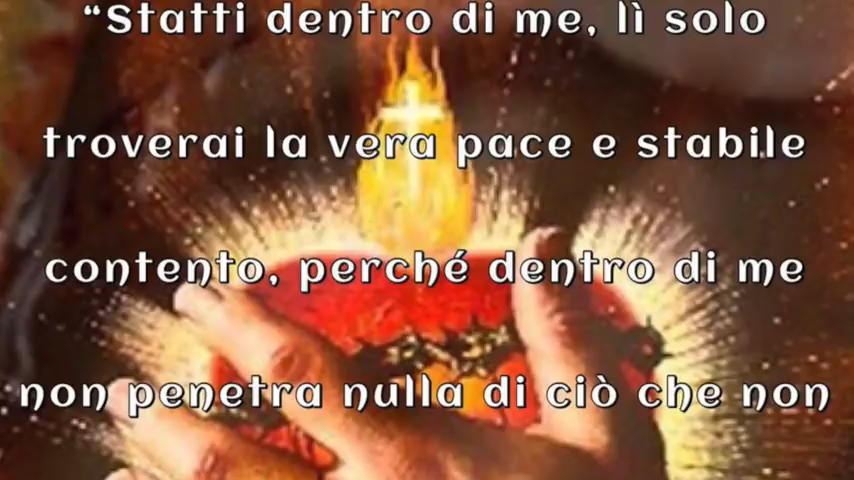 “Statti dentro di me, lì solo
troverai la vera pace e stabile
contento, perché dentro di me
non penetra nulla di ciò che non